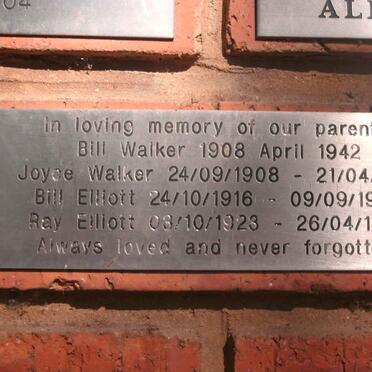 04
ALI
In loving memory of our parent
Bill Walker 1908 April 1942
Joyce Walker 24/09/1908 - 21/04/
Bill Elliott 24/10/1916 - 09/09/19
Ray Elliott 08/10/1923 - 26/04/1
Always loved and never forgott